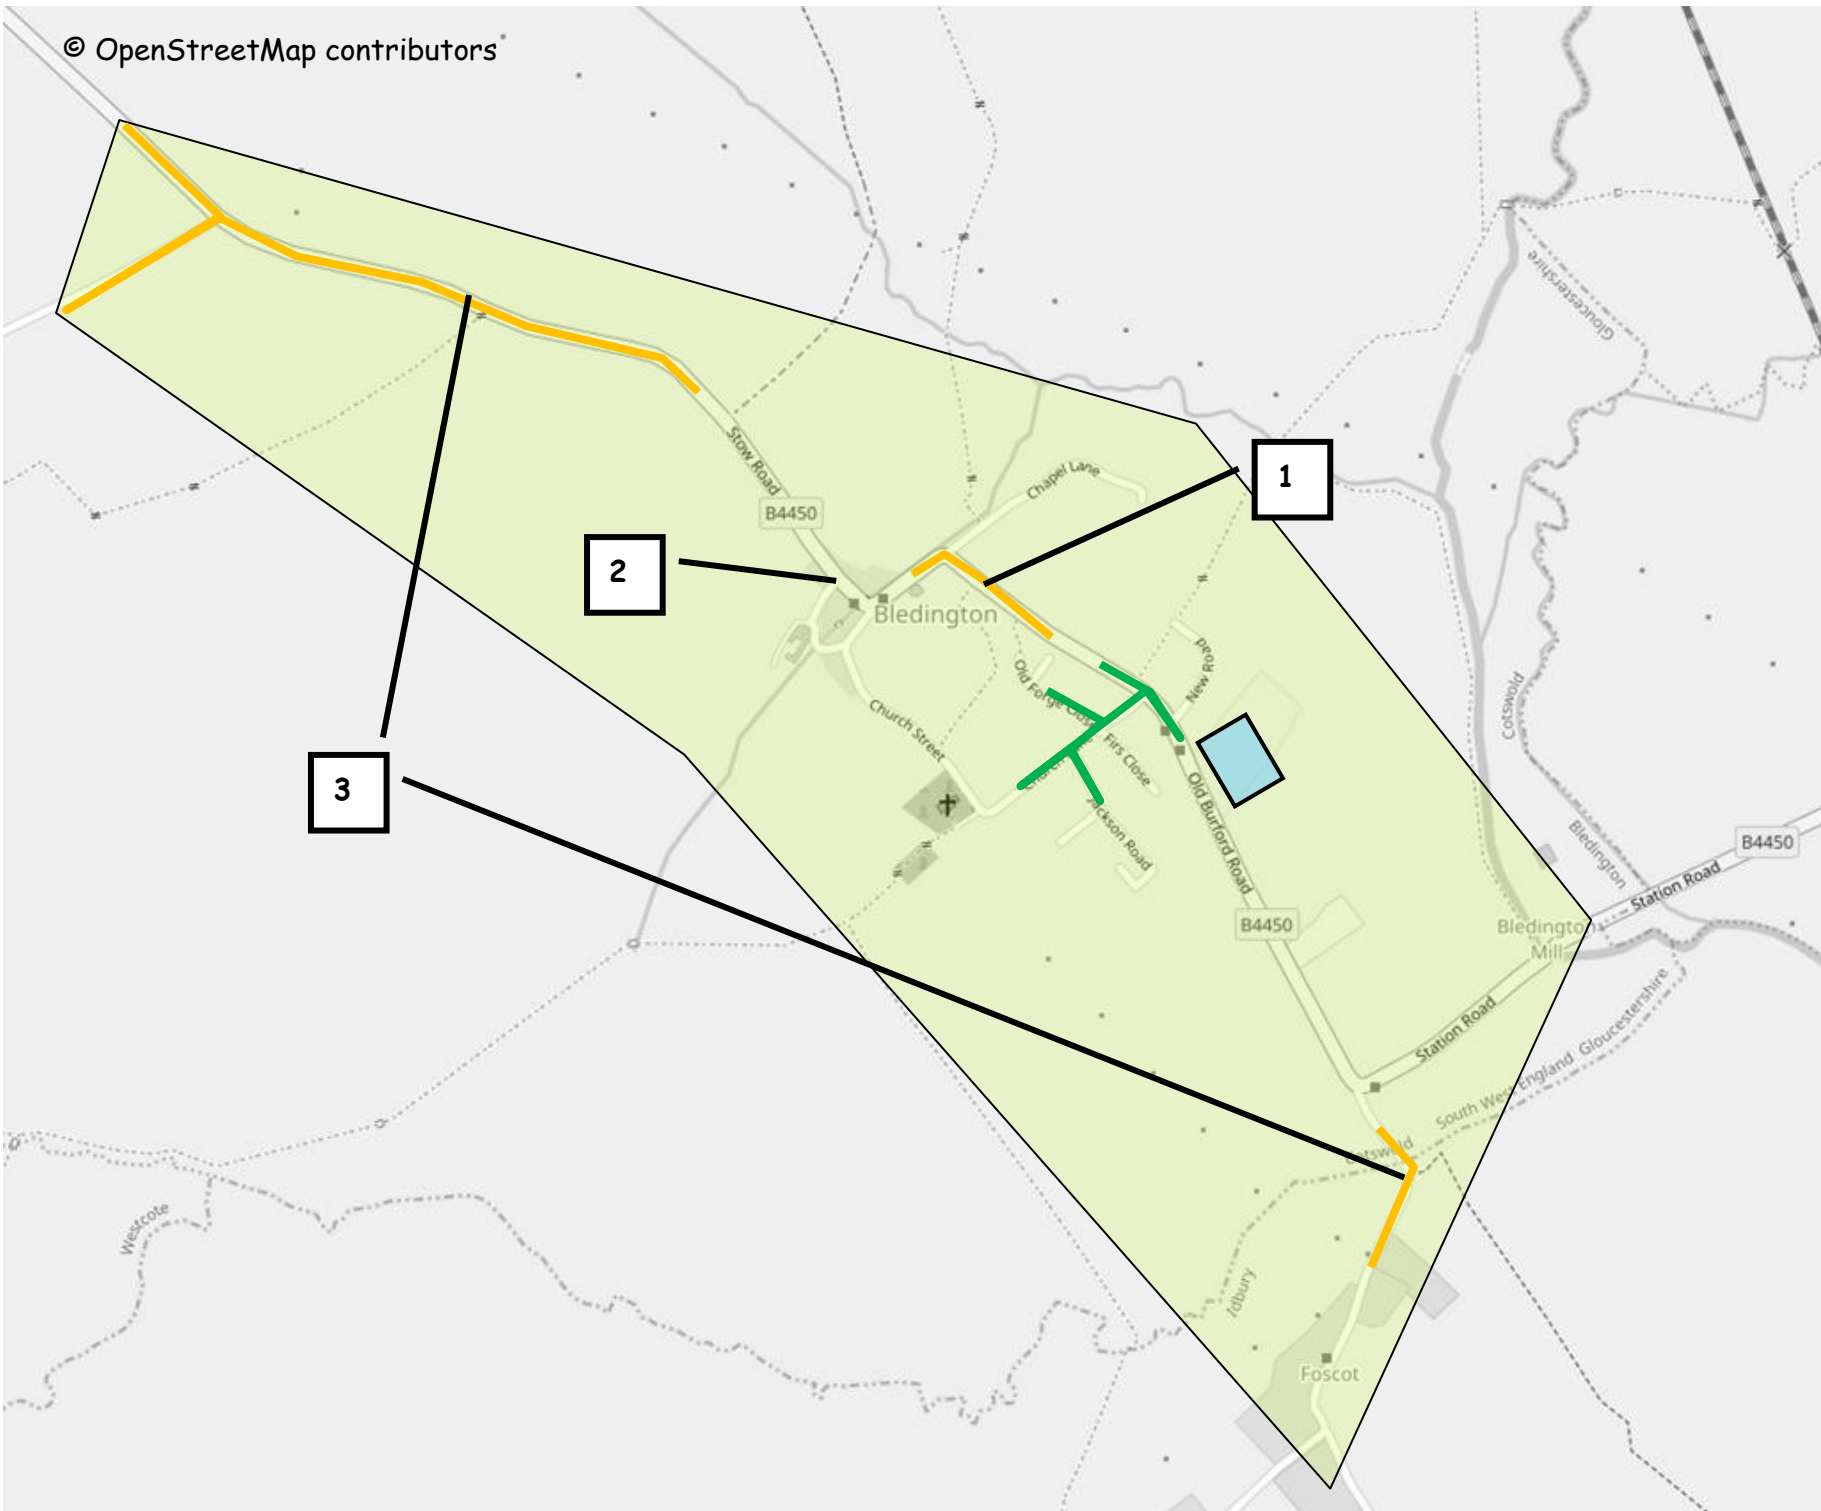 © OpenStreetMap contributors
Gloucestershire
Stow Road
Chapel Lane
1
B4450
2
Bledington
New Road
Old Forge Close
Cotswold
Church Street
Firs Close
3
Old Burford Road
Jackson Road
B4450
Bledington
Station Road
B4450
Bledington
Mill
Station Road
South West England Gloucestershire
Cotswold
Westcote
Idbury
Foscot